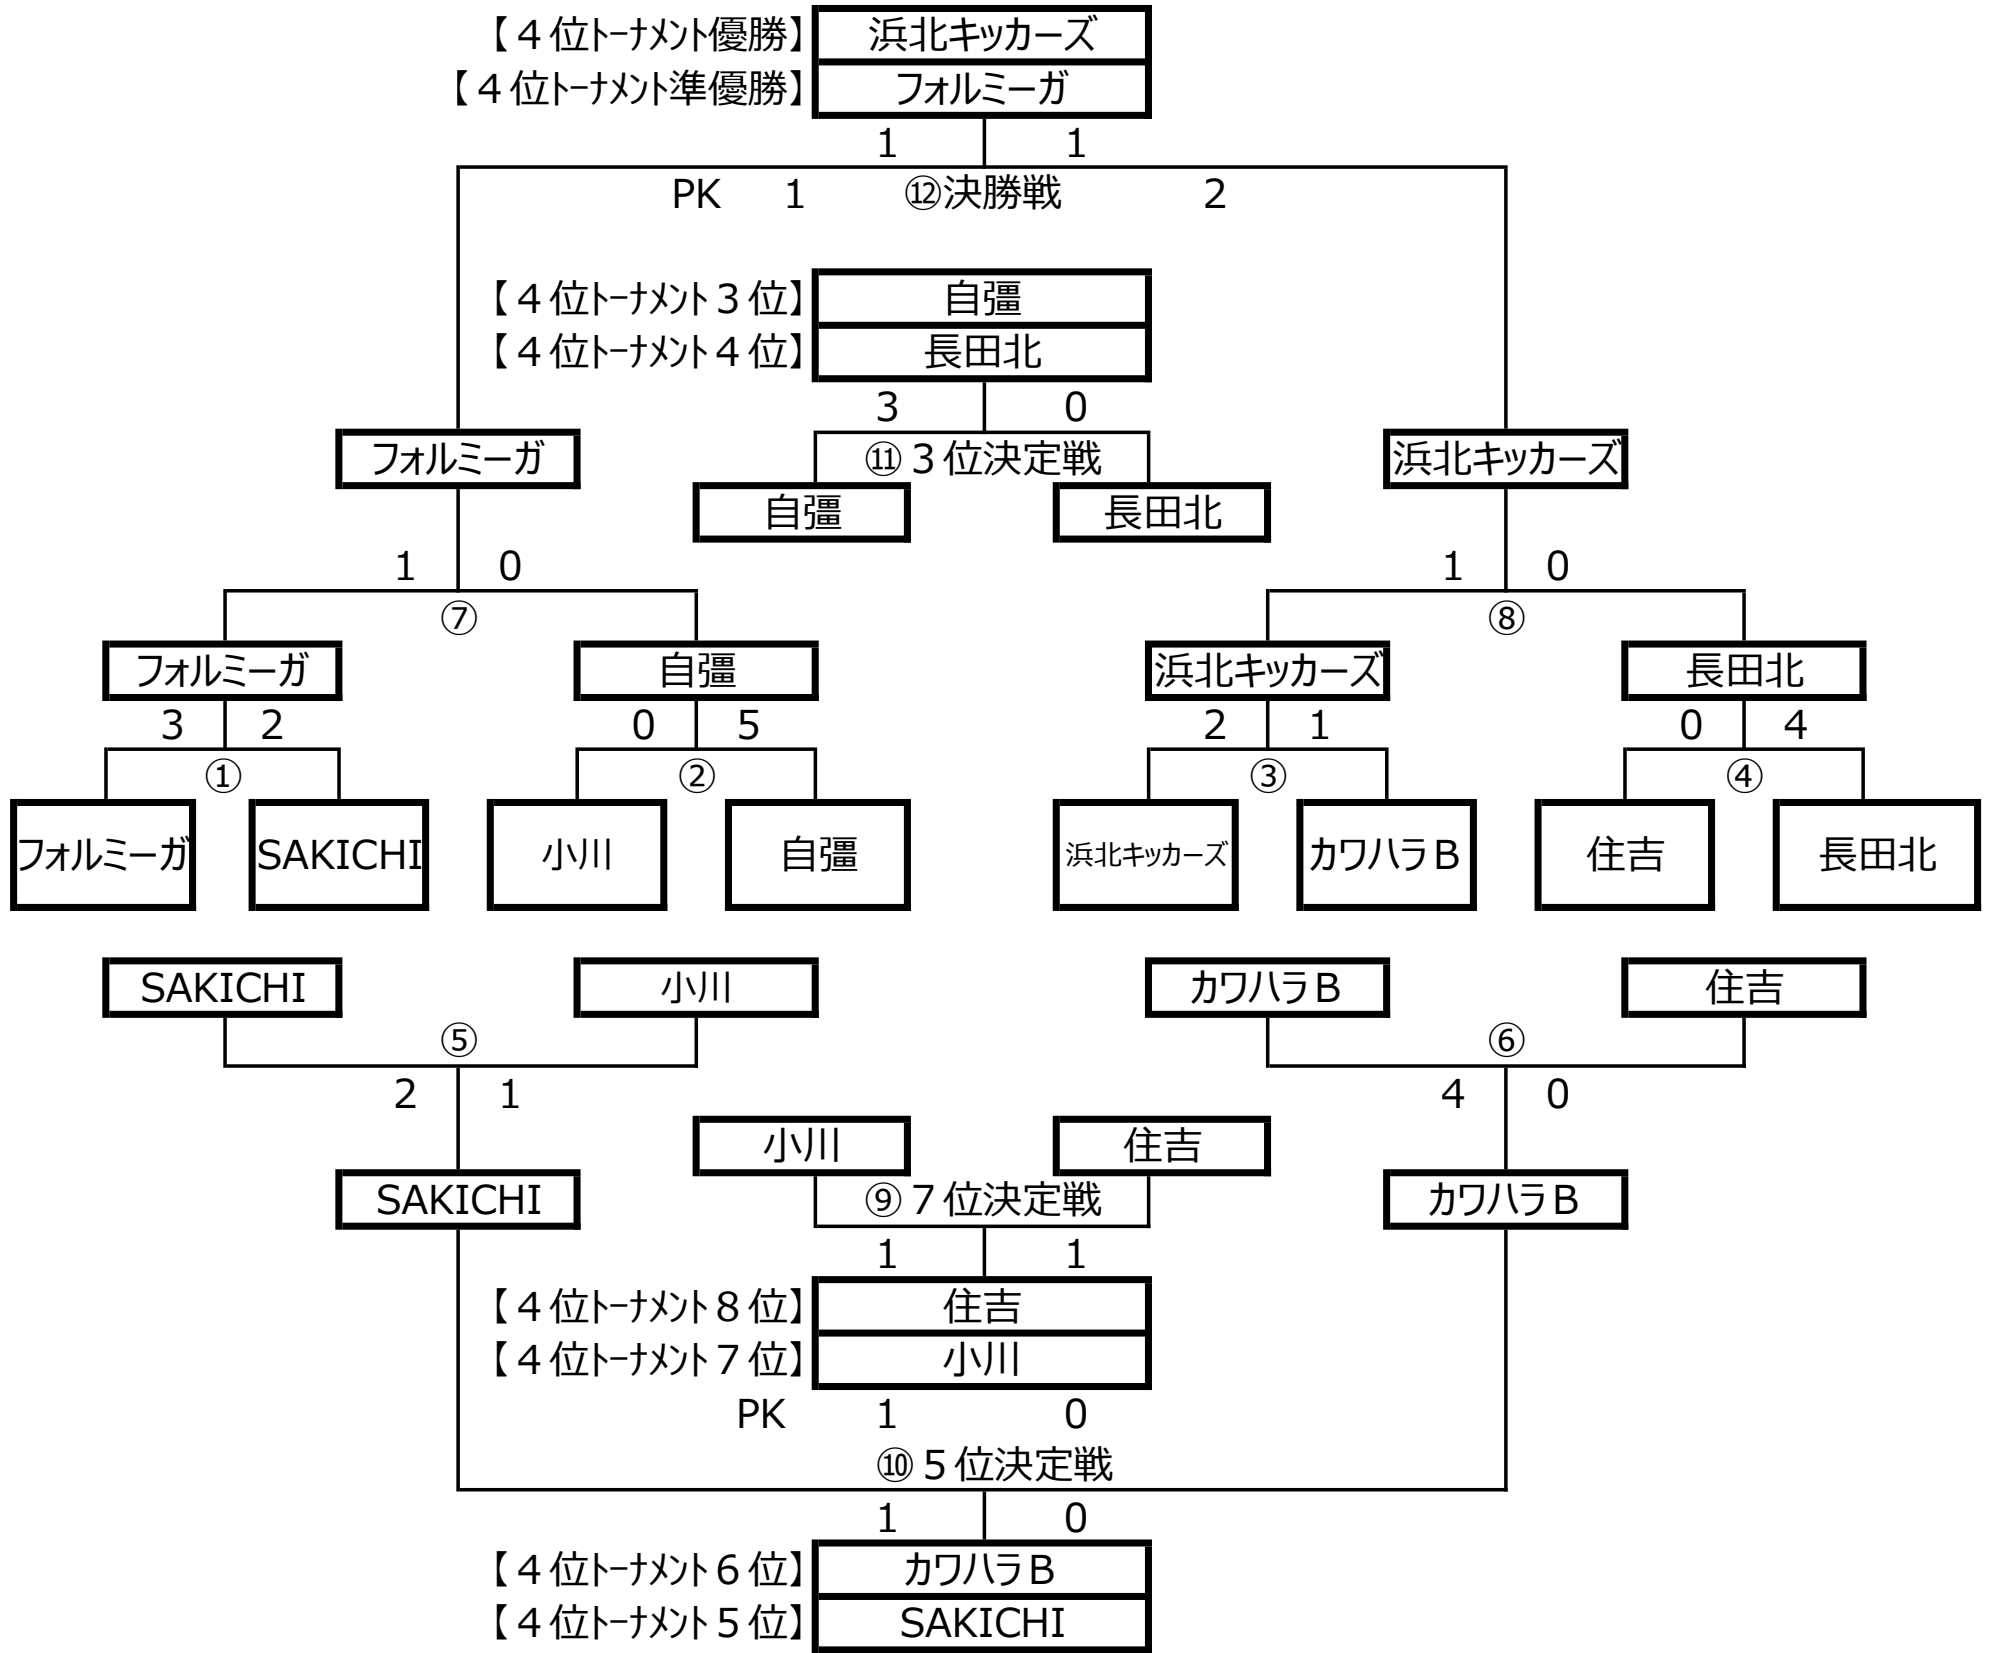 【４位トーナメント優勝】 浜北キッカーズ
【４位トーナメント準優勝】 フォルミーガ
1 1
PK 1 ⑫決勝戦 2
【４位トーナメント３位】 自彊
【４位トーナメント４位】 長田北
3 0
フォルミーガ ⑪３位決定戦 浜北キッカーズ
自彊 長田北
1 0 1 0
⑦ ⑧
フォルミーガ 自彊 浜北キッカーズ 長田北
3 2 0 5 2 1 0 4
① ② ③ ④
フォルミーガ SAKICHI 小川 自彊 浜北キッカーズ カワハラＢ 住吉 長田北
SAKICHI 小川 カワハラＢ 住吉
⑤ ⑥
2 1 4 0
小川 住吉
SAKICHI ⑨７位決定戦 カワハラＢ
1 1
【４位トーナメント８位】 住吉
【４位トーナメント７位】 小川
PK 1 0
⑩５位決定戦
1 0
【４位トーナメント６位】 カワハラＢ
【４位トーナメント５位】 SAKICHI